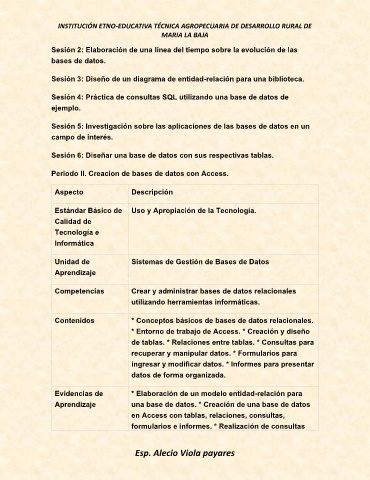 INSTITUCIÓN ETNO-EDUCATIVA TÉCNICA AGROPECUARIA DE DESARROLLO RURAL DE
MARIA LA BAJA
Sesión 2: Elaboración de una línea del tiempo sobre la evolución de las
bases de datos.
Sesión 3: Diseño de un diagrama de entidad-relación para una biblioteca.
Sesión 4: Práctica de consultas SQL utilizando una base de datos de
ejemplo.
Sesión 5: Investigación sobre las aplicaciones de las bases de datos en un
campo de interés.
Sesión 6: Diseñar una base de datos con sus respectivas tablas.
Periodo II. Creacion de bases de datos con Access.
Aspecto Descripción
Estándar Básico de Uso y Apropiación de la Tecnología.
Calidad de
Tecnología e
Informática
Unidad de Sistemas de Gestión de Bases de Datos
Aprendizaje
Competencias Crear y administrar bases de datos relacionales
utilizando herramientas informáticas.
Contenidos * Conceptos básicos de bases de datos relacionales.
* Entorno de trabajo de Access. * Creación y diseño
de tablas. * Relaciones entre tablas. * Consultas para
recuperar y manipular datos. * Formularios para
ingresar y modificar datos. * Informes para presentar
datos de forma organizada.
Evidencias de * Elaboración de un modelo entidad-relación para
Aprendizaje una base de datos. * Creación de una base de datos
en Access con tablas, relaciones, consultas,
formularios e informes. * Realización de consultas
Esp. Alecio Viola payares